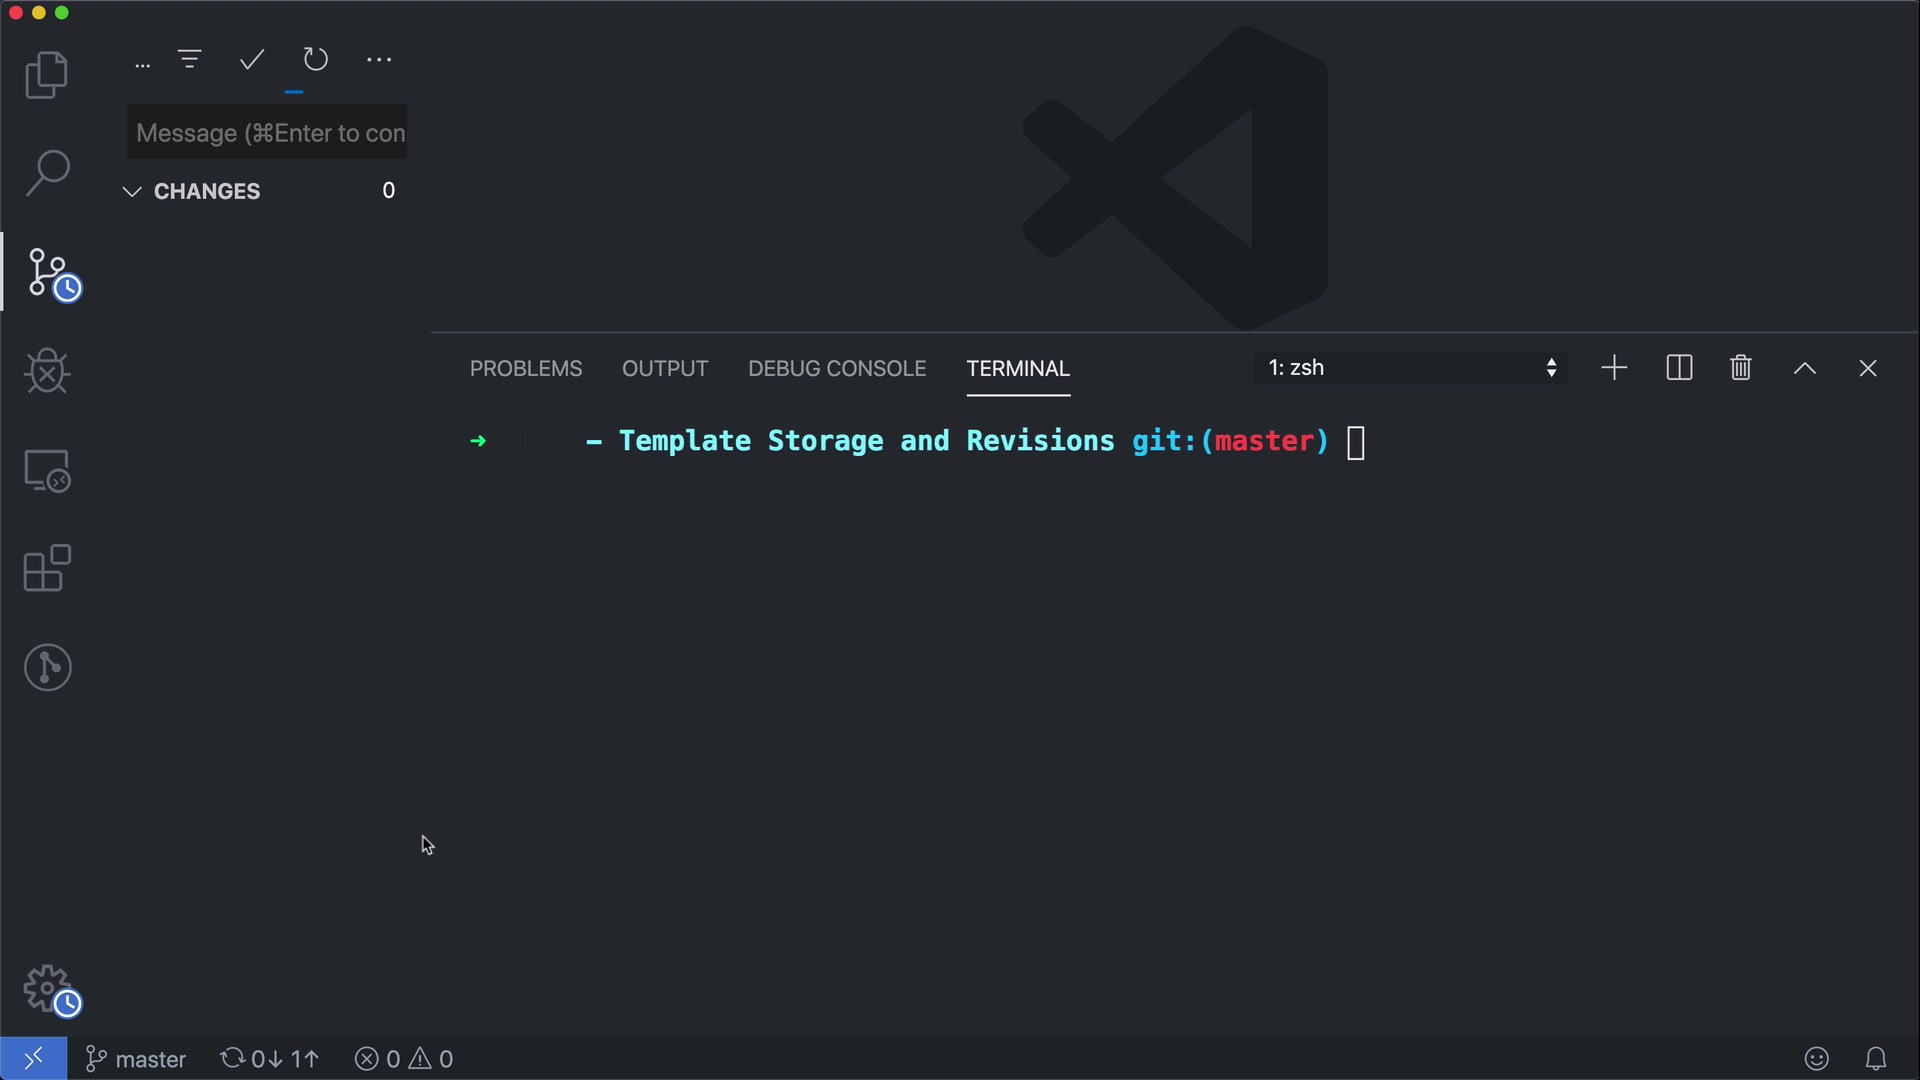 Message (⌘Enter to con
CHANGES 0
PROBLEMS OUTPUT DEBUG CONSOLE TERMINAL 1: zsh
➜ – Template Storage and Revisions git:(master)
master 0↓ 1↑ 0 0